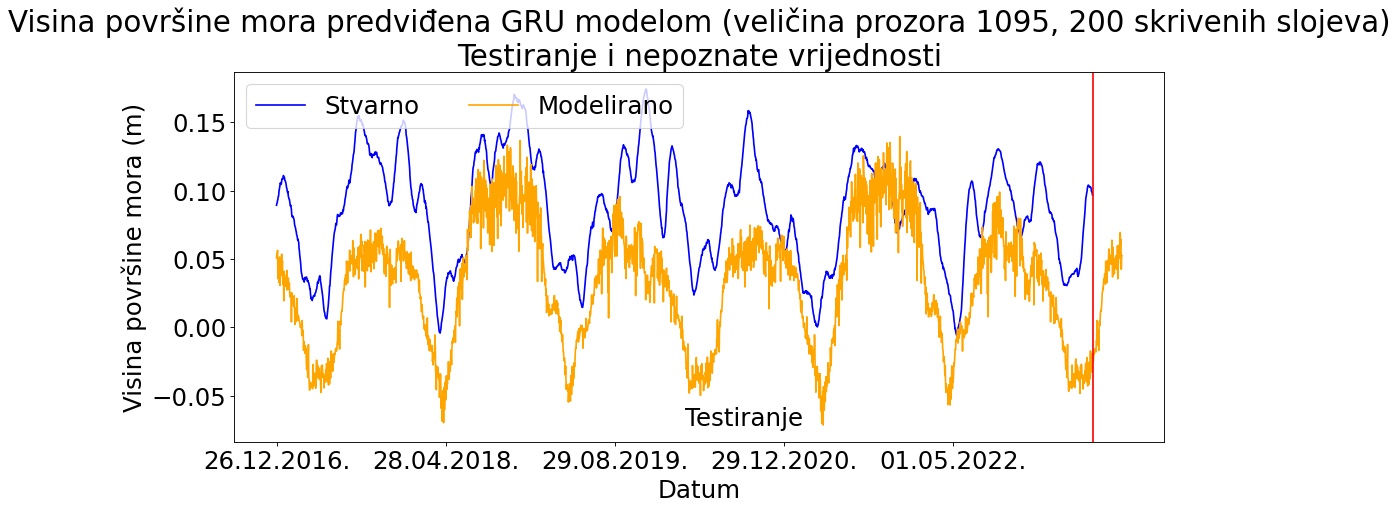 Visina površine mora predviđena GRU modelom (veličina prozora 1095, 200 skrivenih slojeva)
Testiranje i nepoznate vrijednosti
Stvarno
Modelirano
Visina površine mora (m)
0.15
0.10
0.05
0.00
−0.05
Testiranje
26.12.2016.
28.04.2018.
29.08.2019.
29.12.2020.
01.05.2022.
Datum